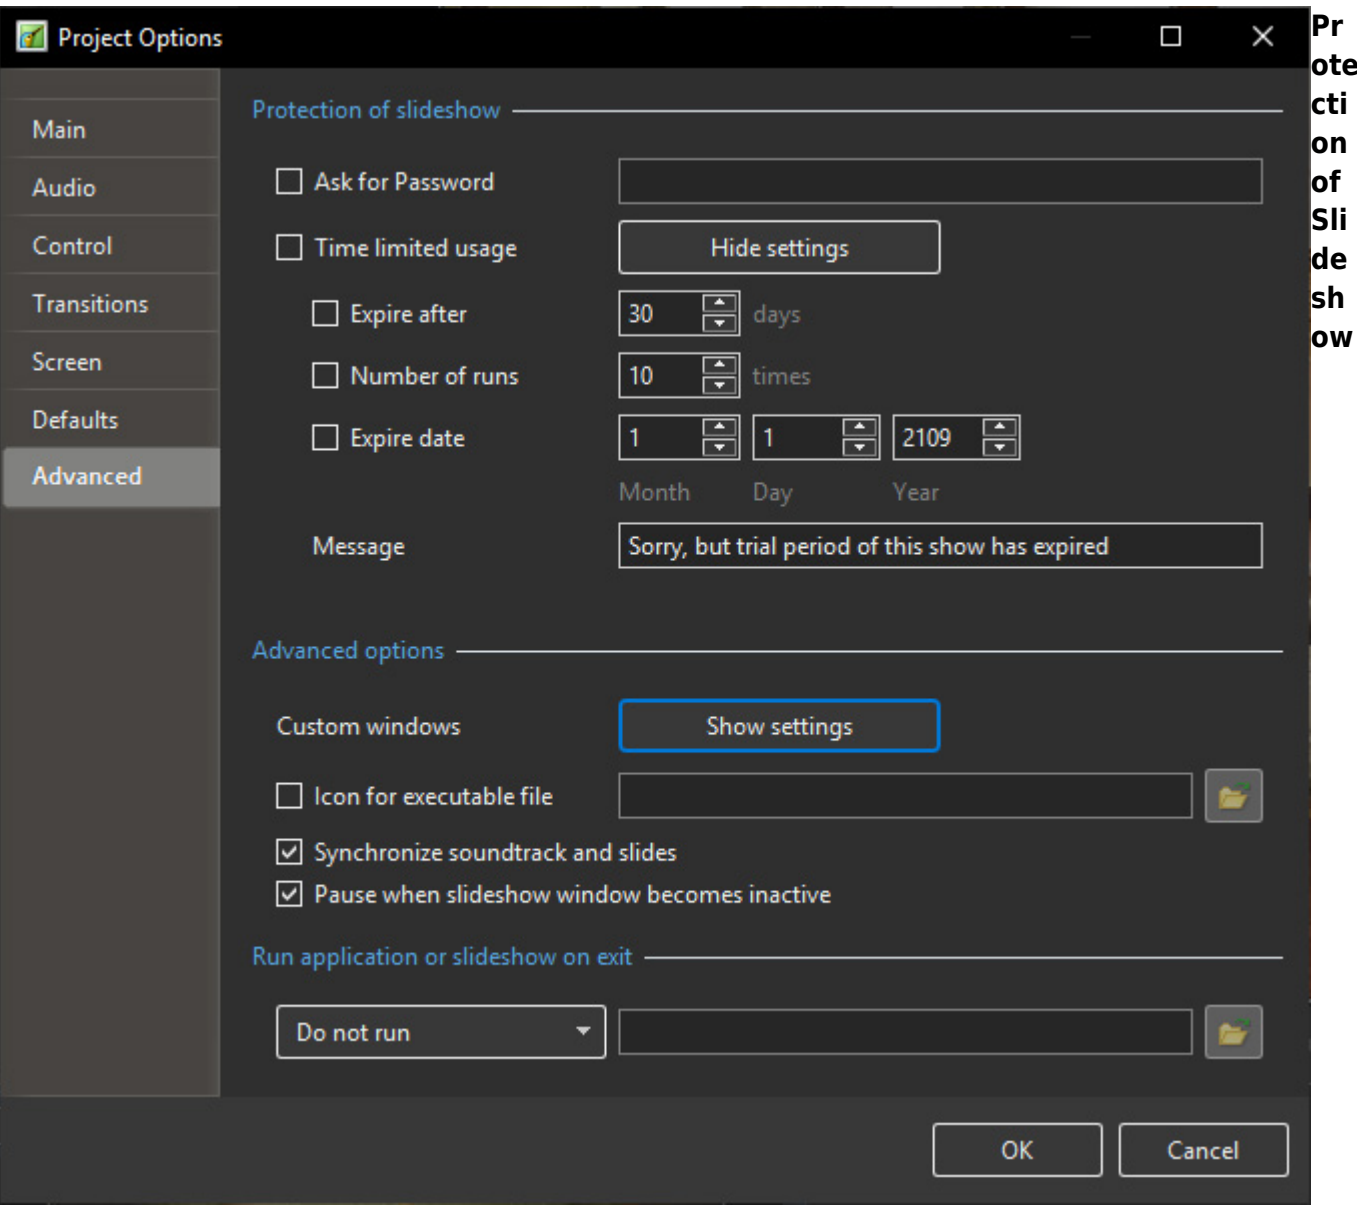 Project Options
Main
Audio
Control
Transitions
Screen
Defaults
Advanced
Protection of slideshow
Ask for Password
Time limited usage Hide settings
Expire after 30 days
Number of runs 10 times
Expire date 1 1 2109
Month Day Year
Message Sorry, but trial period of this show has expired
Advanced options
Custom windows Show settings
Icon for executable file
Synchronize soundtrack and slides
Pause when slideshow window becomes inactive
Run application or slideshow on exit
Do not run
OK Cancel
Pr
ote
cti
on
of
Sli
de
sh
ow